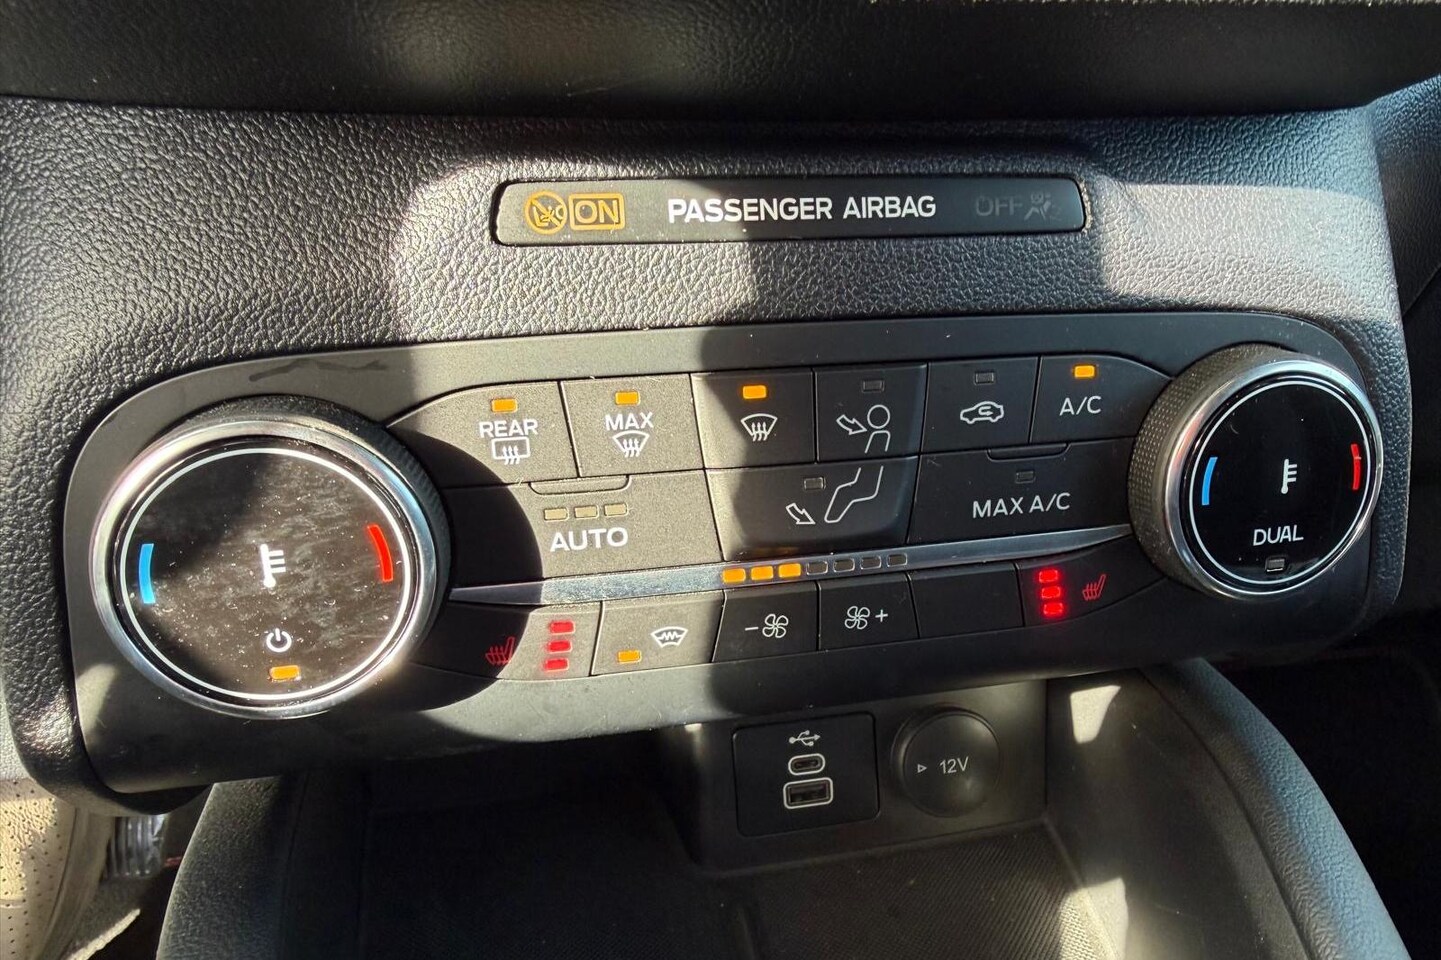 ON PASSENGER AIRBAG OFF
REAR
MAX
A/C
AUTO
MAX A/C
DUAL
- +
12V